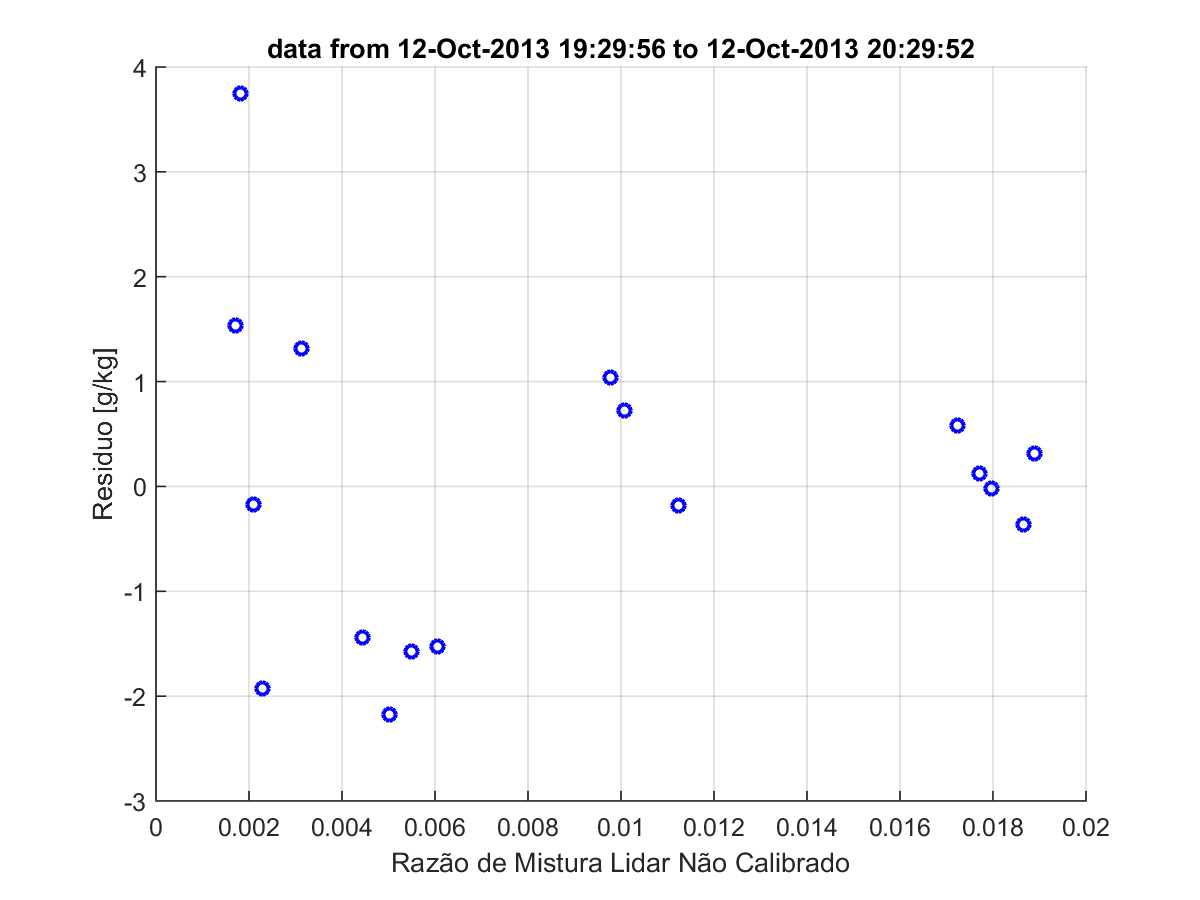 data from 12-Oct-2013 19:29:56 to 12-Oct-2013 20:29:52
4
3
2
1
0
-1
-2
-3
Residuo [g/kg]
0 0.002 0.004 0.006 0.008 0.01 0.012 0.014 0.016 0.018 0.02
Razão de Mistura Lidar Não Calibrado